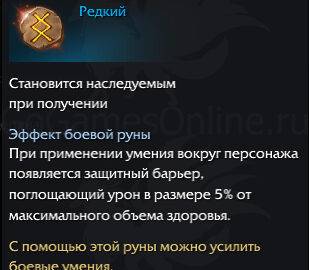 Редкий
Становится наследуемым
при получении
Эффект боевой руны
При применении умения вокруг персонажа
появляется защитный барьер,
поглощающий урон в размере 5% от
максимального объема здоровья.
С помощью этой руны можно усилить
боевые умения.